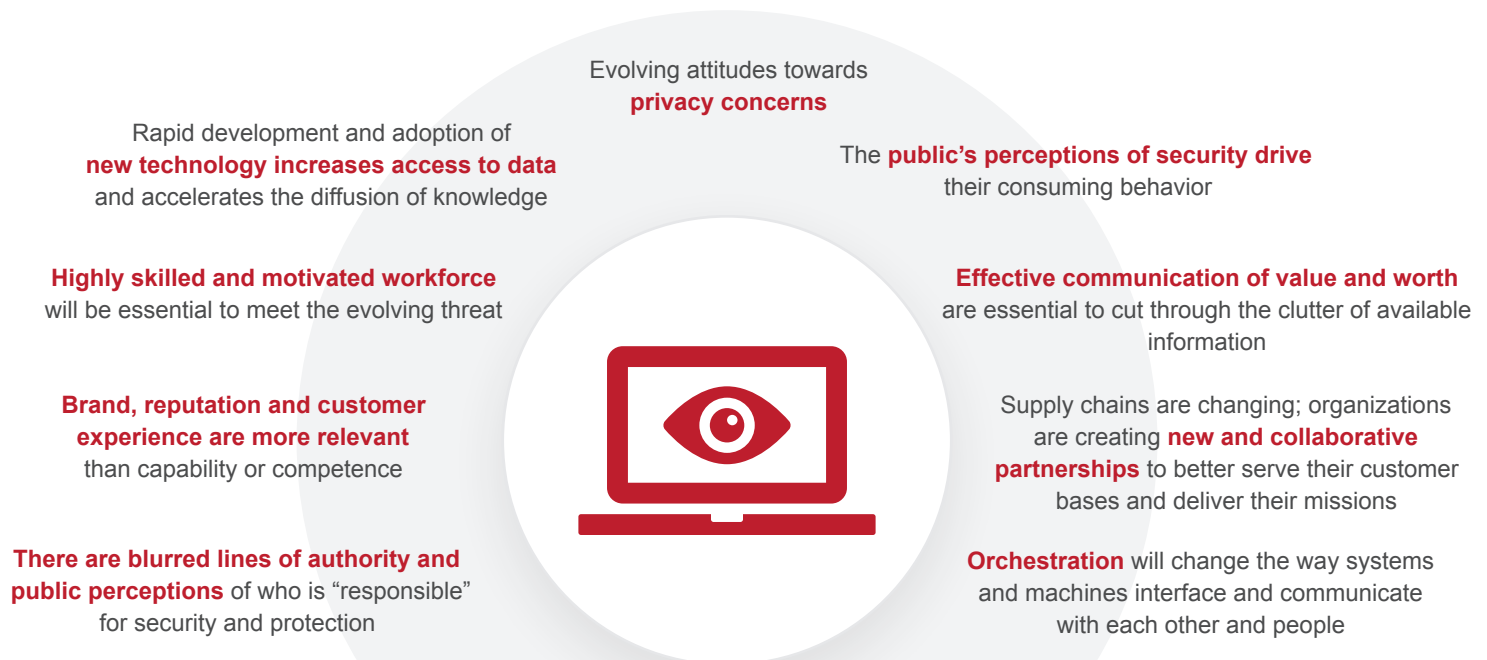 Evolving attitudes towards
privacy concerns
Rapid development and adoption of
new technology increases access to data
and accelerates the diffusion of knowledge
The public’s perceptions of security drive
their consuming behavior
Highly skilled and motivated workforce
will be essential to meet the evolving threat
Effective communication of value and worth
are essential to cut through the clutter of available
information
Brand, reputation and customer
experience are more relevant
than capability or competence
Supply chains are changing; organizations
are creating new and collaborative
partnerships to better serve their customer
bases and deliver their missions
There are blurred lines of authority and
public perceptions of who is “responsible”
for security and protection
Orchestration will change the way systems
and machines interface and communicate
with each other and people